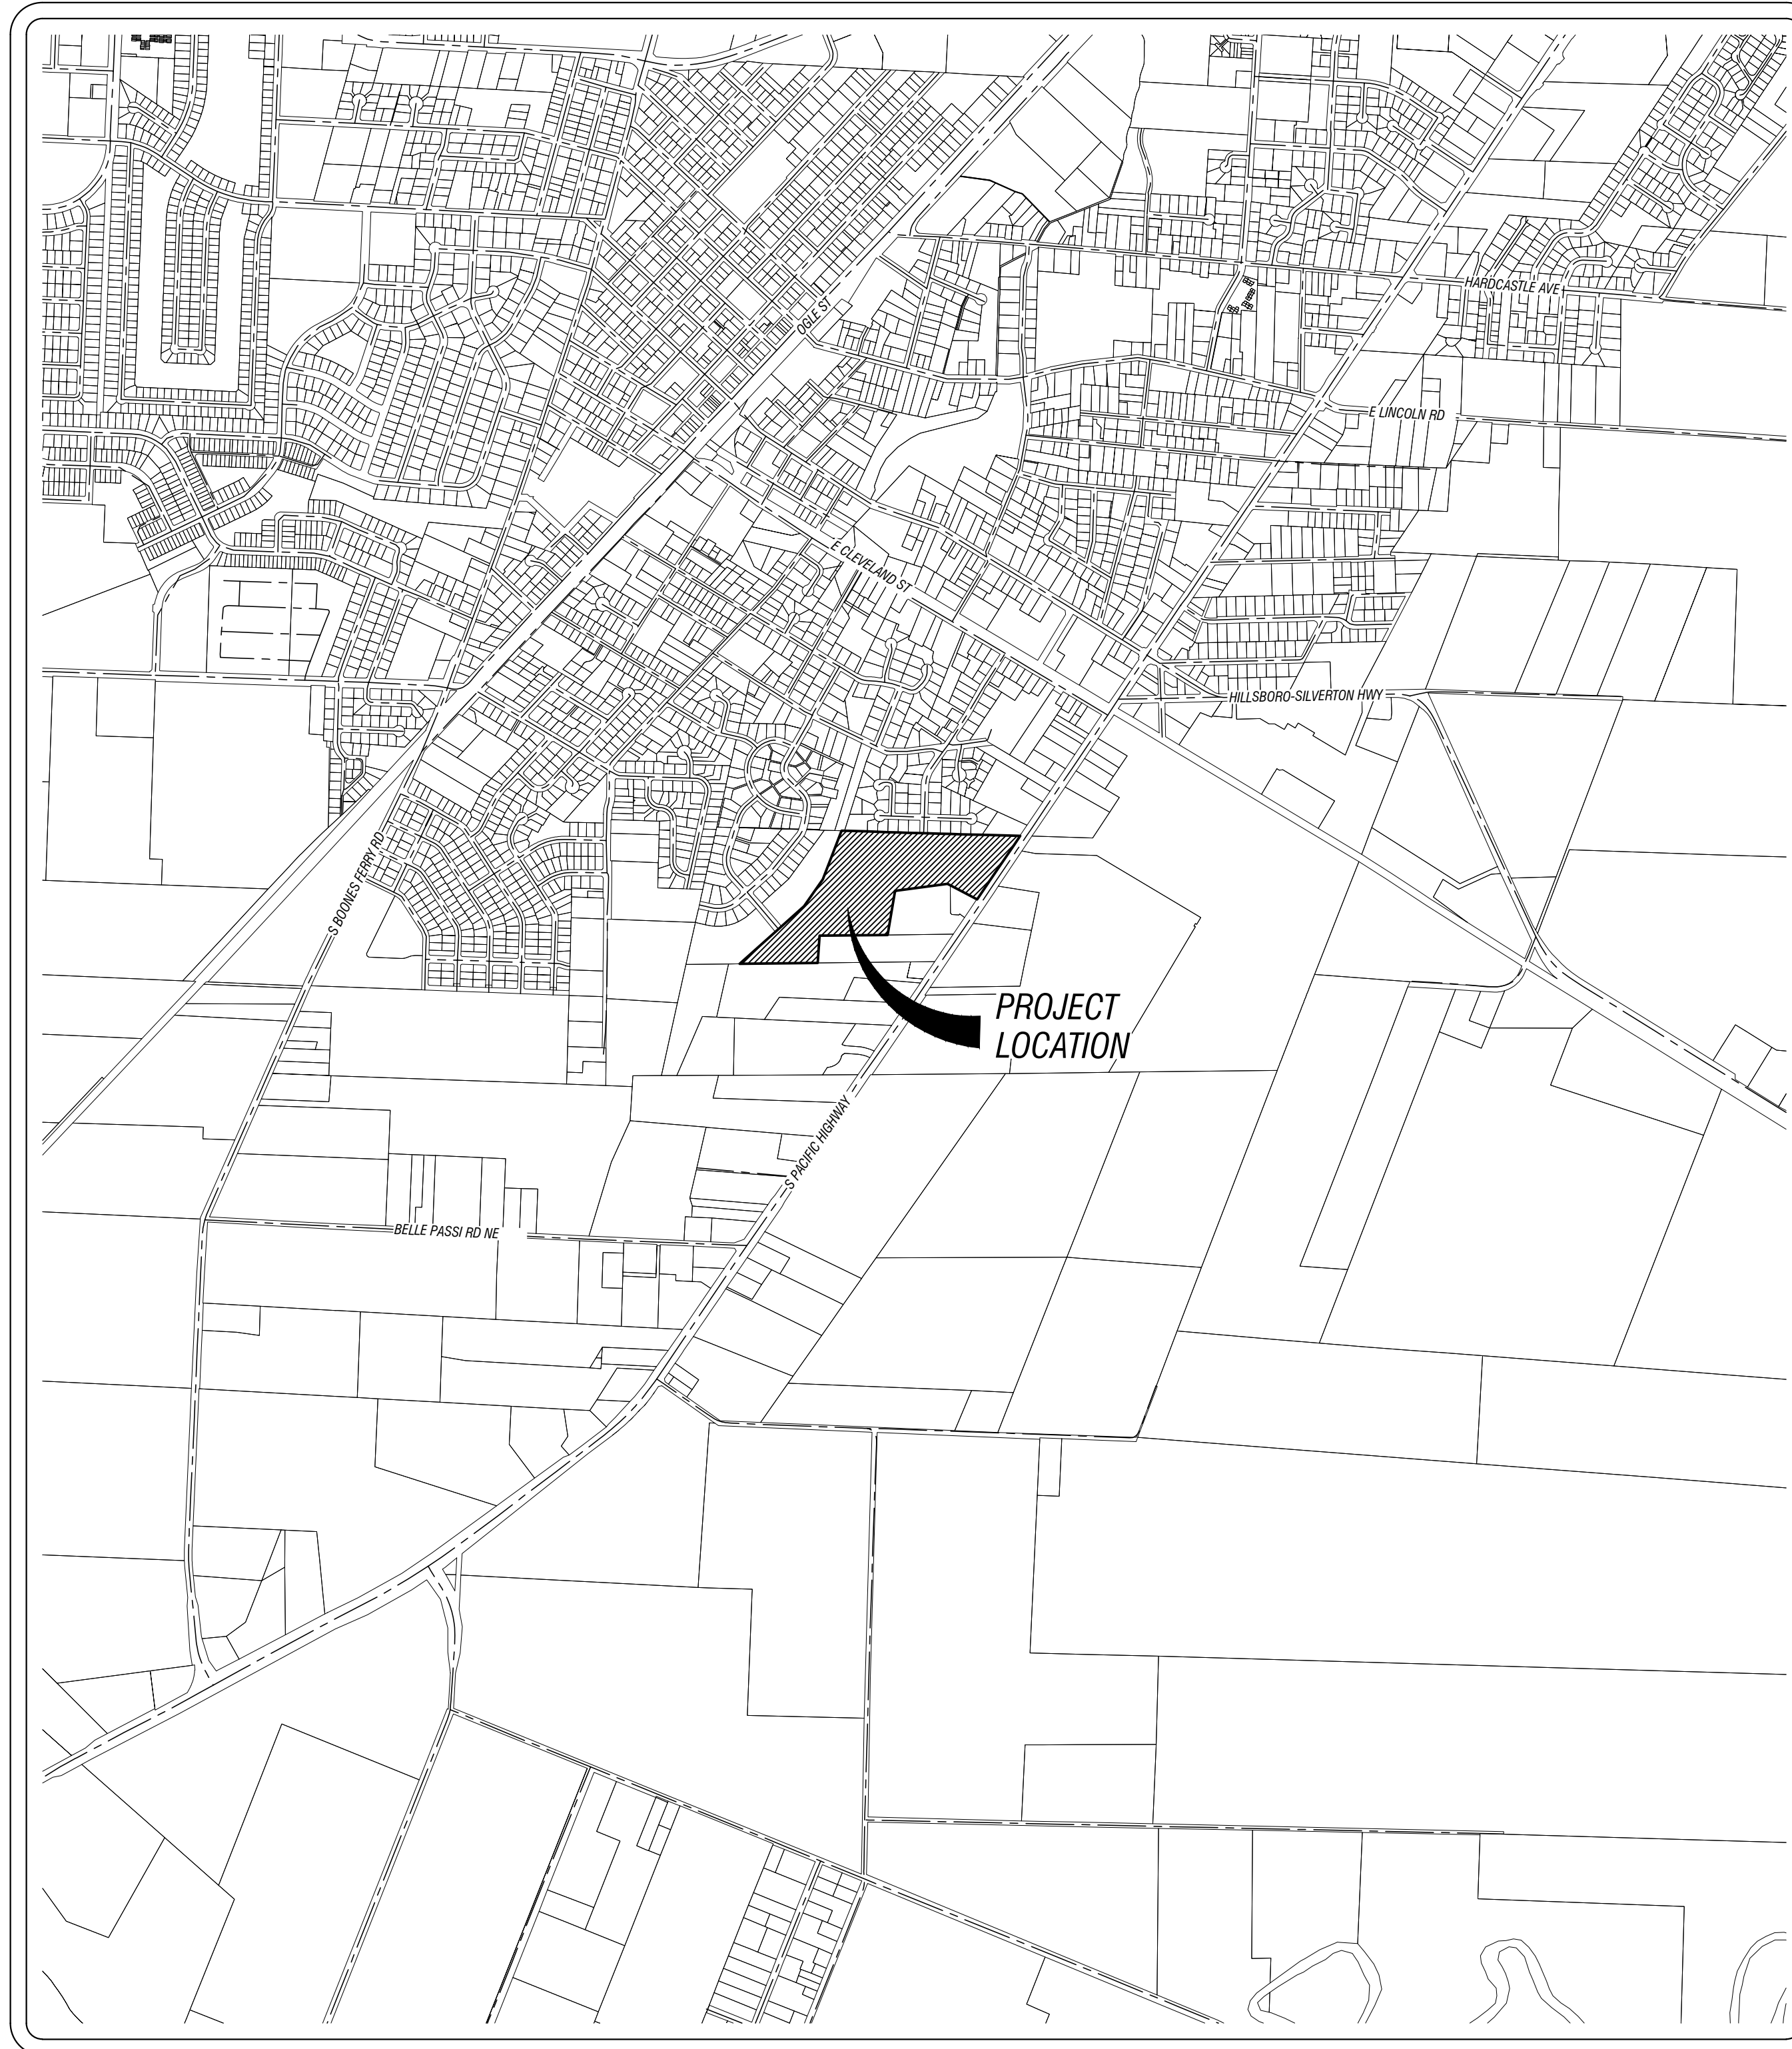 OGLE ST
HARDCASTLE AVE
E LINCOLN RD
E CLEVELAND ST
HILLSBORO-SILVERTON HWY
S BOONES FERRY RD
PROJECT
LOCATION
S PACIFIC HIGHWAY
BELLE PASSI RD NE